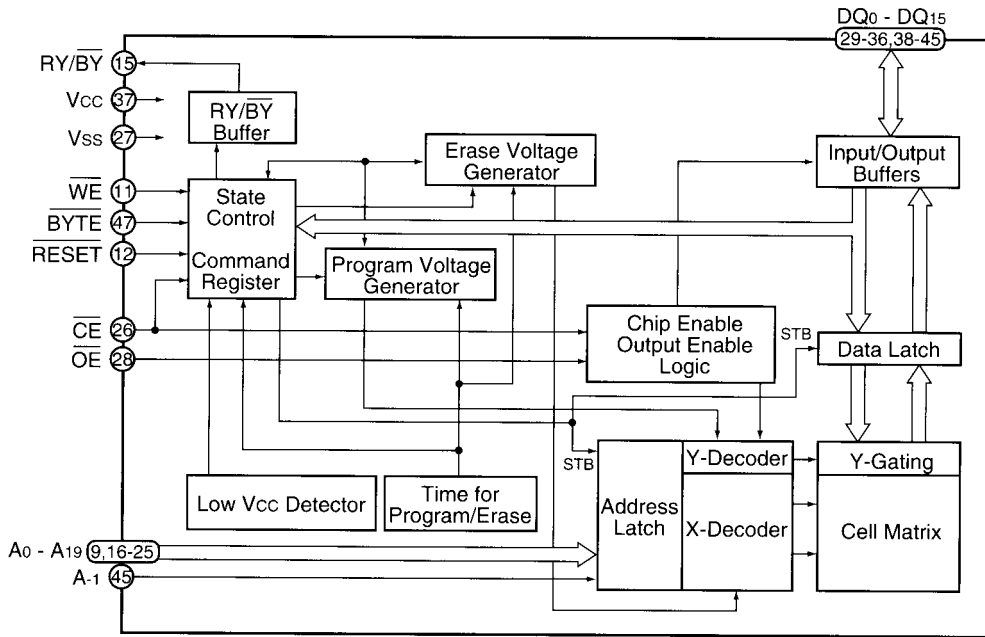 DQ0 - DQ15
29-36,38-45
RY/BY
15
VCC
37
VSS
27
RY/BY
Buffer
WE
11
BYTE
47
RESET
12
State
Control
Command
Register
Erase Voltage
Generator
Program Voltage
Generator
Input/Output
Buffers
CE
26
OE
28
Chip Enable
Output Enable
Logic
STB
Data Latch
STB
Low VCC Detector
Time for
Program/Erase
Address
Latch
Y-Decoder
X-Decoder
Y-Gating
Cell Matrix
A0 - A19
9,16-25
A-1
45